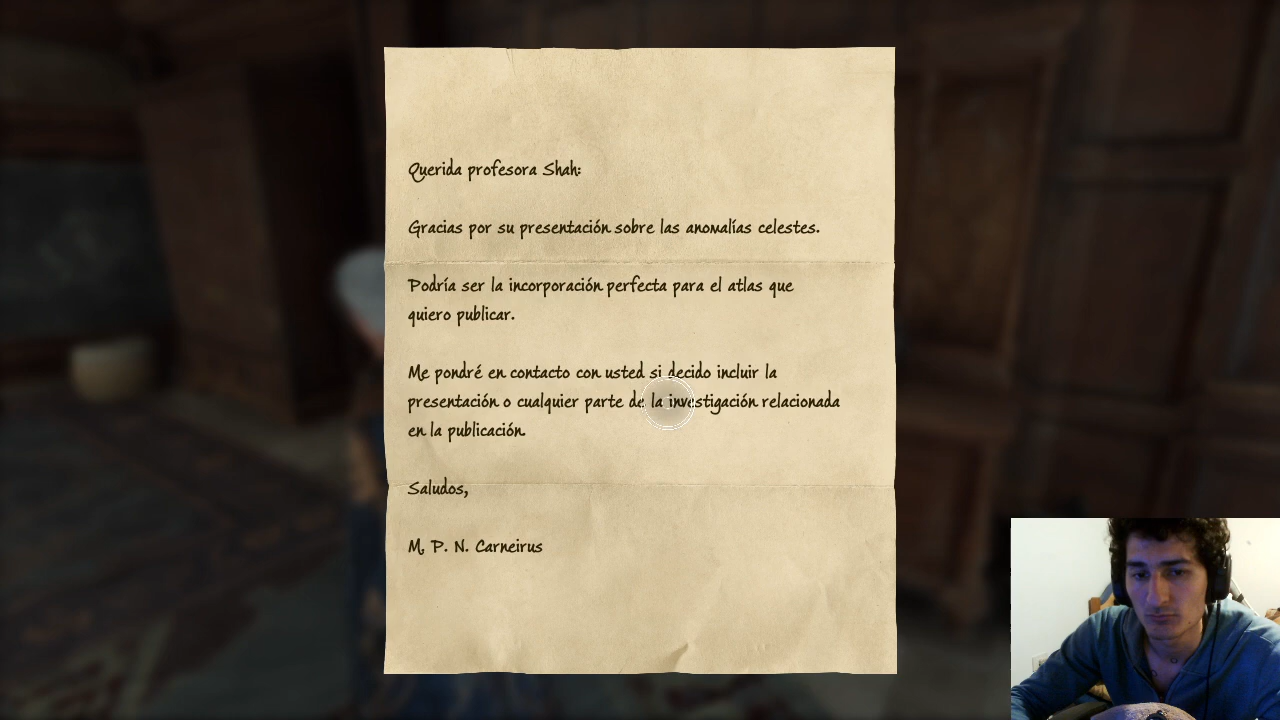 Querida profesora Shah:
Gracias por su presentación sobre las anomalías celestes.
Podría ser la incorporación perfecta para el atlas que
quiero publicar.
Me pondré en contacto con usted si decido incluir la
presentación o cualquier parte de la investigación relacionada
en la publicación.
Saludos,
M. P. N. Carneirus